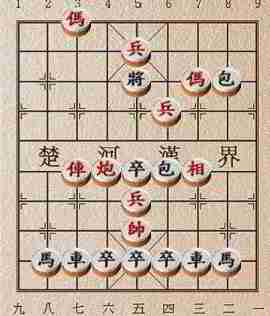 1 2 3 4 5 6 7 8 9
傌
兵
將 傌 包
兵
楚 河 漢 界
俥 炮 卒 包 相
兵
帥
馬 車 卒 卒 卒 車 馬
九 八 七 六 五 四 三 二 一